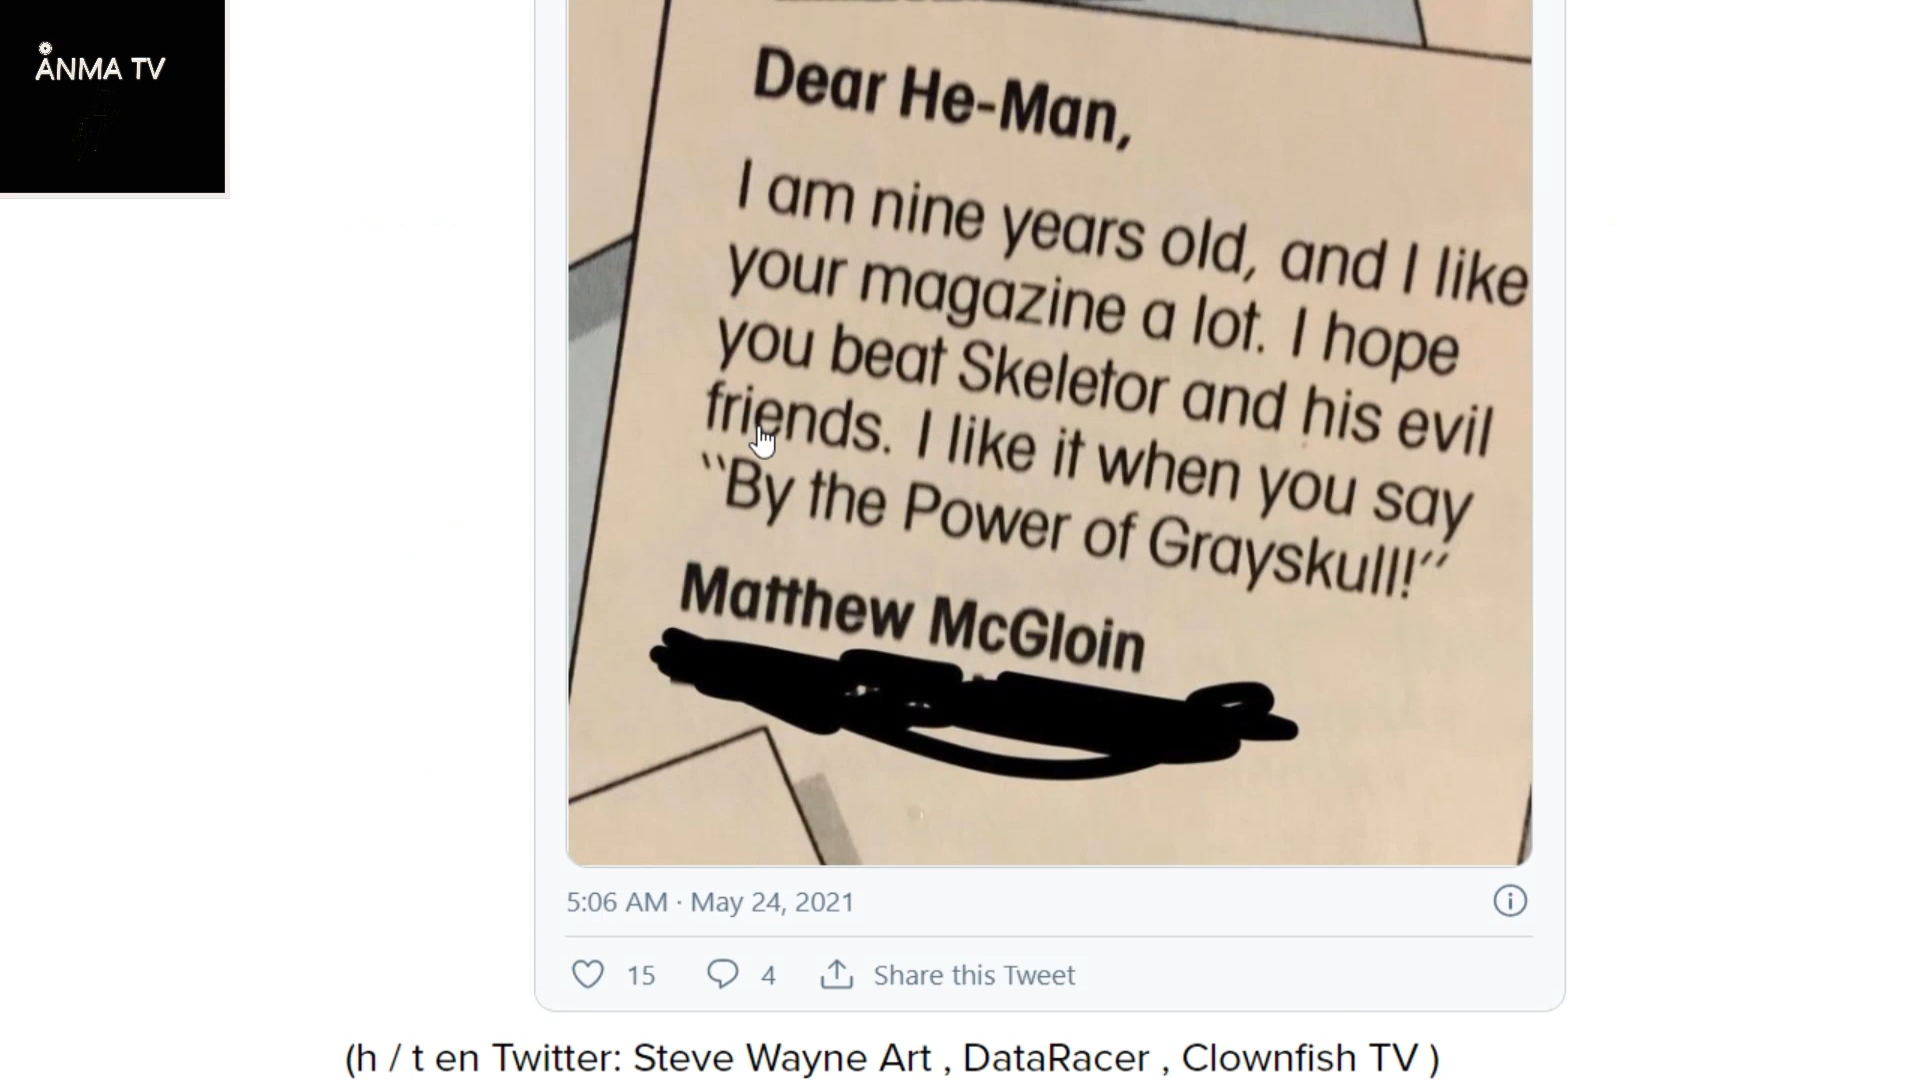 ANMA TV
Dear He-Man,
I am nine years old, and I like
your magazine a lot. I hope
you beat Skeletor and his evil
friends. I like it when you say
“By the Power of Grayskull!”
Matthew McGloin
5:06 AM · May 24, 2021
15 4 Share this Tweet
(h / t en Twitter: Steve Wayne Art , DataRacer , Clownfish TV )